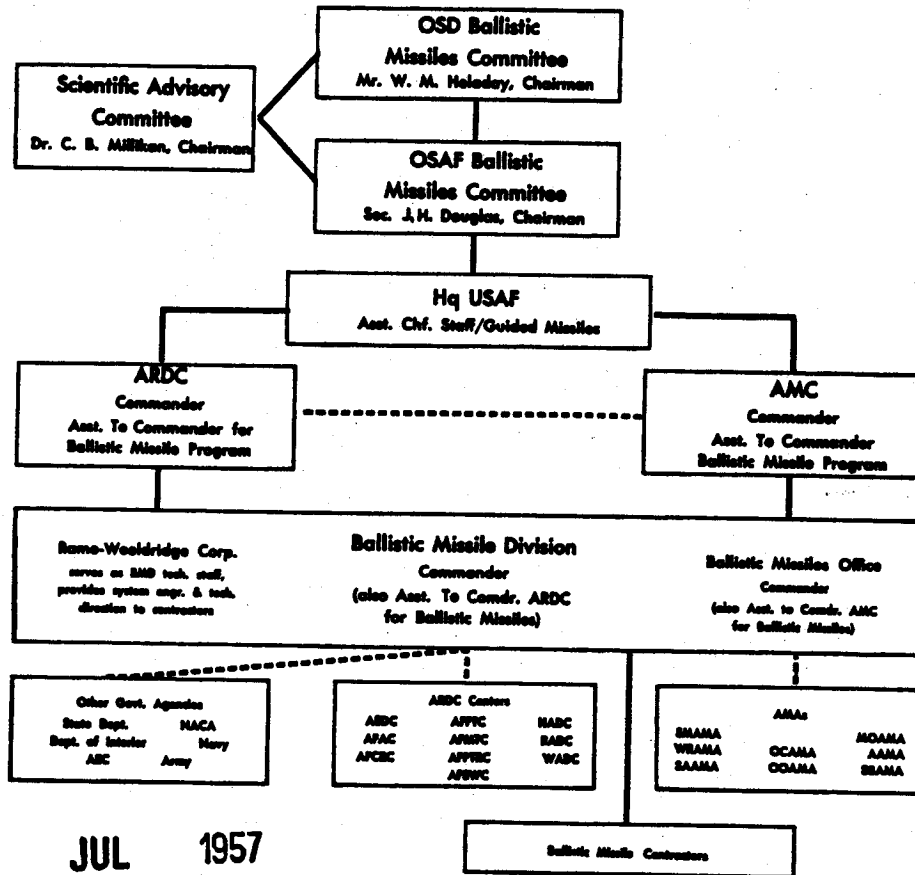 OSD Ballistic
Missiles Committee
Mr. W. M. Holaday, Chairman
Scientific Advisory
Committee
Dr. C. B. Millikan, Chairman
OSAF Ballistic
Missiles Committee
Sec. J.H. Douglas, Chairman
Hq USAF
Asst. Chf. Staff/Guided Missiles
ARDC
Commander
Asst. To Commander for
Ballistic Missile Program
AMC
Commander
Asst. To Commander
Ballistic Missile Program
Ramo-Wooldridge Corp.
serves as BMD tech. staff,
provides system engr. & tech.
direction to contractors
Ballistic Missile Division
Commander
(also Asst. To Comdr. ARDC
for Ballistic Missiles)
Ballistic Missiles Office
Commander
(also Asst. to Comdr. AMC
for Ballistic Missiles)
Other Govt. Agencies
State Dept. NACA
Dept. of Interior Navy
AEC Army
ARDC Centers
AFFTC HADC
AFAC AFMTC RADC
AFCRC WADC
AFSWC
AMAs
SMAMA MOAMA
WRAMA OCAMA AAMA
SAAMA OOAMA SBAMA
Ballistic Missile Contractors
JUL 1957